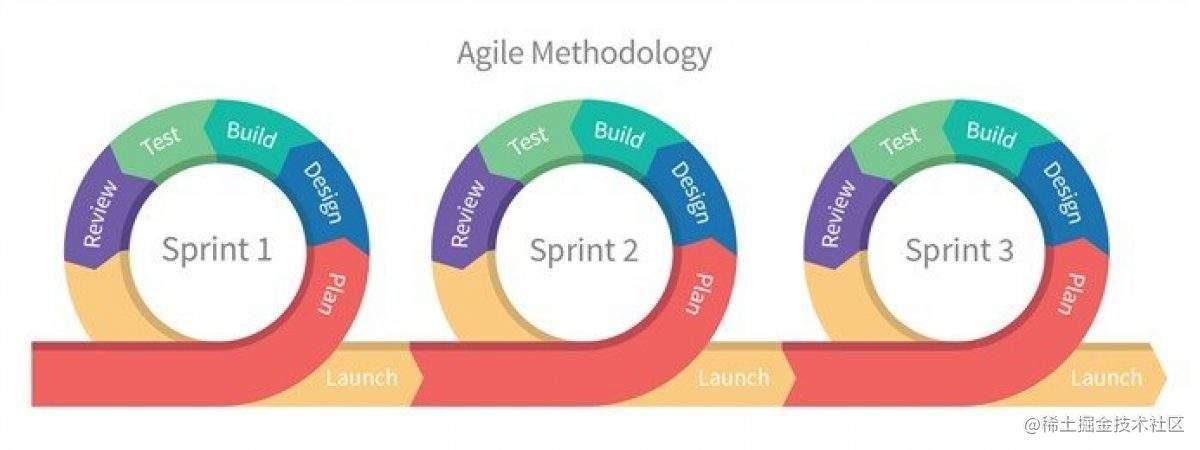 Agile Methodology
Test
Build
Review
Design
Sprint 1
Plan
Launch
Test
Build
Review
Design
Sprint 2
Plan
Launch
Test
Build
Review
Design
Sprint 3
Plan
Launch
@稀土掘金技术社区